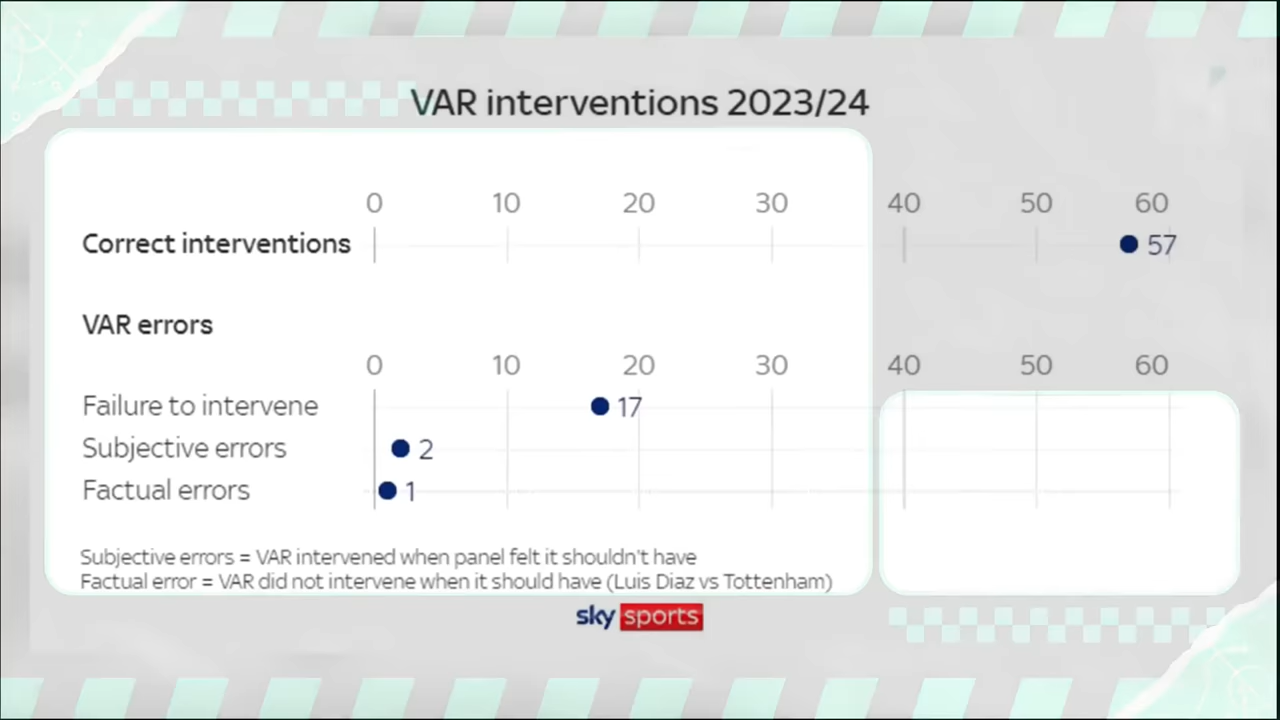 VAR interventions 2023/24
0 10 20 30 40 50 60
Correct interventions 57
VAR errors
0 10 20 30 40 50 60
Failure to intervene 17
Subjective errors 2
Factual errors 1
Subjective errors = VAR intervened when panel felt it shouldn't have
Factual error = VAR did not intervene when it should have (Luis Diaz vs Tottenham)
sky sports